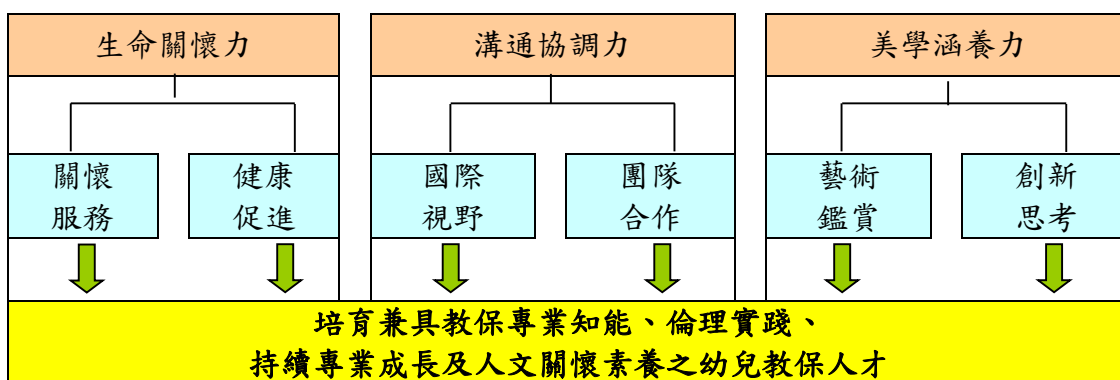 生命關懷力
溝通協調力
美學涵養力
關懷
服務
健康
促進
國際
視野
團隊
合作
藝術
鑑賞
創新
思考
培育兼具教保專業知能、倫理實踐、
持續專業成長及人文關懷素養之幼兒教保人才